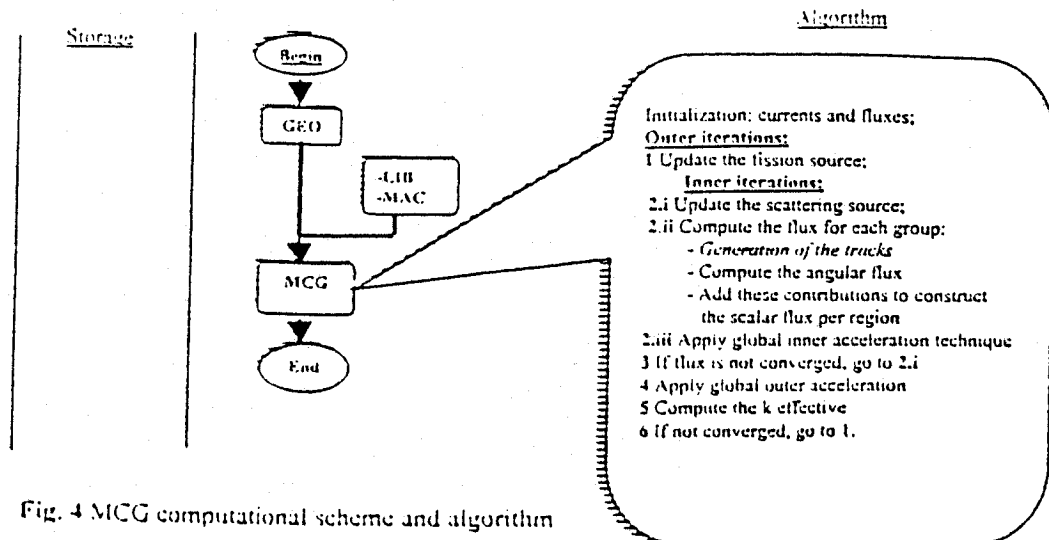 Storage
Begin
GEO
-LIB
-MAC
MCG
End
Algorithm
Initialization: currents and fluxes;
Outer iterations:
1 Update the fission source;
Inner iterations:
2.i Update the scattering source;
2.ii Compute the flux for each group:
- Generation of the tracks
- Compute the angular flux
- Add these contributions to construct
the scalar flux per region
2.iii Apply global inner acceleration technique
3 If flux is not converged, go to 2.i
4 Apply global outer acceleration
5 Compute the k effective
6 If not converged, go to 1.
Fig. 4 MCG computational scheme and algorithm